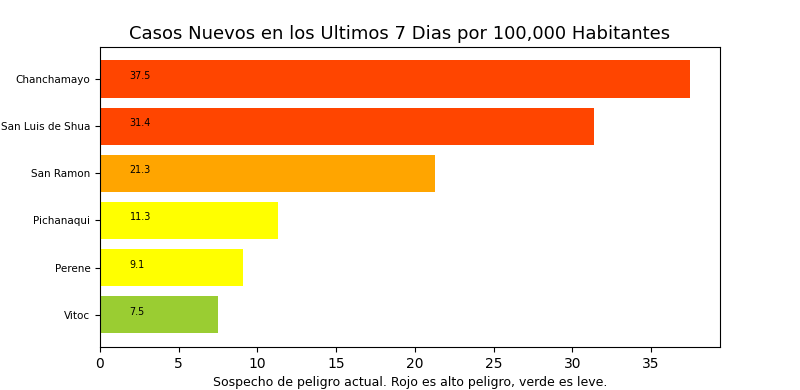 Casos Nuevos en los Ultimos 7 Dias por 100,000 Habitantes
Chanchamayo 37.5
San Luis de Shua 31.4
San Ramon 21.3
Pichanaqui 11.3
Perene 9.1
Vitoc 7.5
0 5 10 15 20 25 30 35
Sospecho de peligro actual. Rojo es alto peligro, verde es leve.